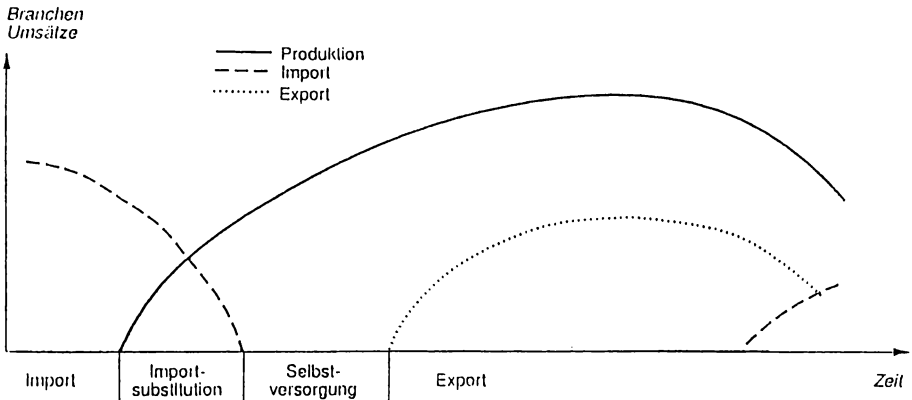 Branchen
Umsätze
Produktion
Import
Export
Import
Import-
substitution
Selbst-
versorgung
Export
Zeit